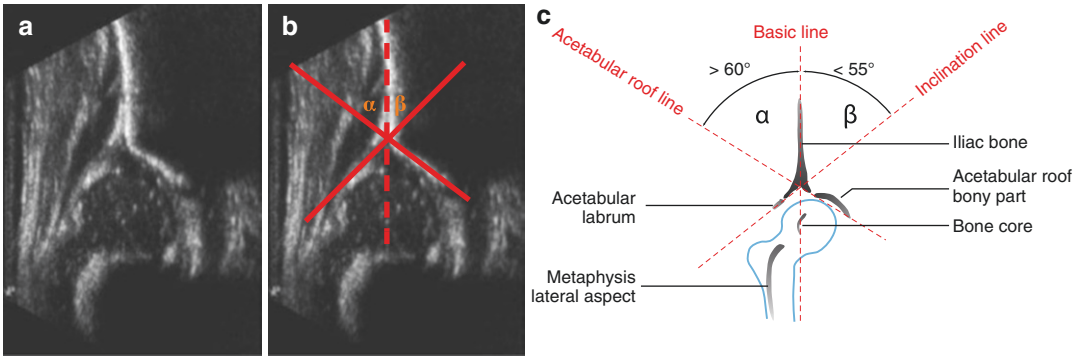 a
b
α
β
c
Acetabular roof line
Basic line
Inclination line
> 60°
< 55°
α
β
Iliac bone
Acetabular roof
bony part
Acetabular
labrum
Bone core
Metaphysis
lateral aspect